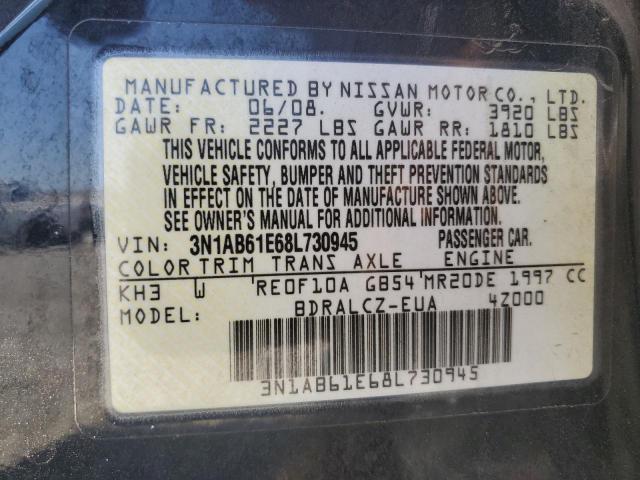 MANUFACTURED BY NISSAN MOTOR CO., LTD.
DATE: 06/08. GVWR: 3920 LBS
GAWR FR: 2227 LBS GAWR RR: 1810 LBS
THIS VEHICLE CONFORMS TO ALL APPLICABLE FEDERAL MOTOR,
VEHICLE SAFETY, BUMPER AND THEFT PREVENTION STANDARDS
IN EFFECT ON THE DATE OF MANUFACTURE SHOWN ABOVE.
SEE OWNER'S MANUAL FOR ADDITIONAL INFORMATION.
VIN: 3N1AB61E68L730945 PASSENGER CAR.
COLOR TRIM TRANS AXLE ENGINE
KH3 W 'RE0F10A GB54'MR20DE 1997 CC
MODEL: BDRALCZ-EUA 4Z000
3N1AB61E68L730945